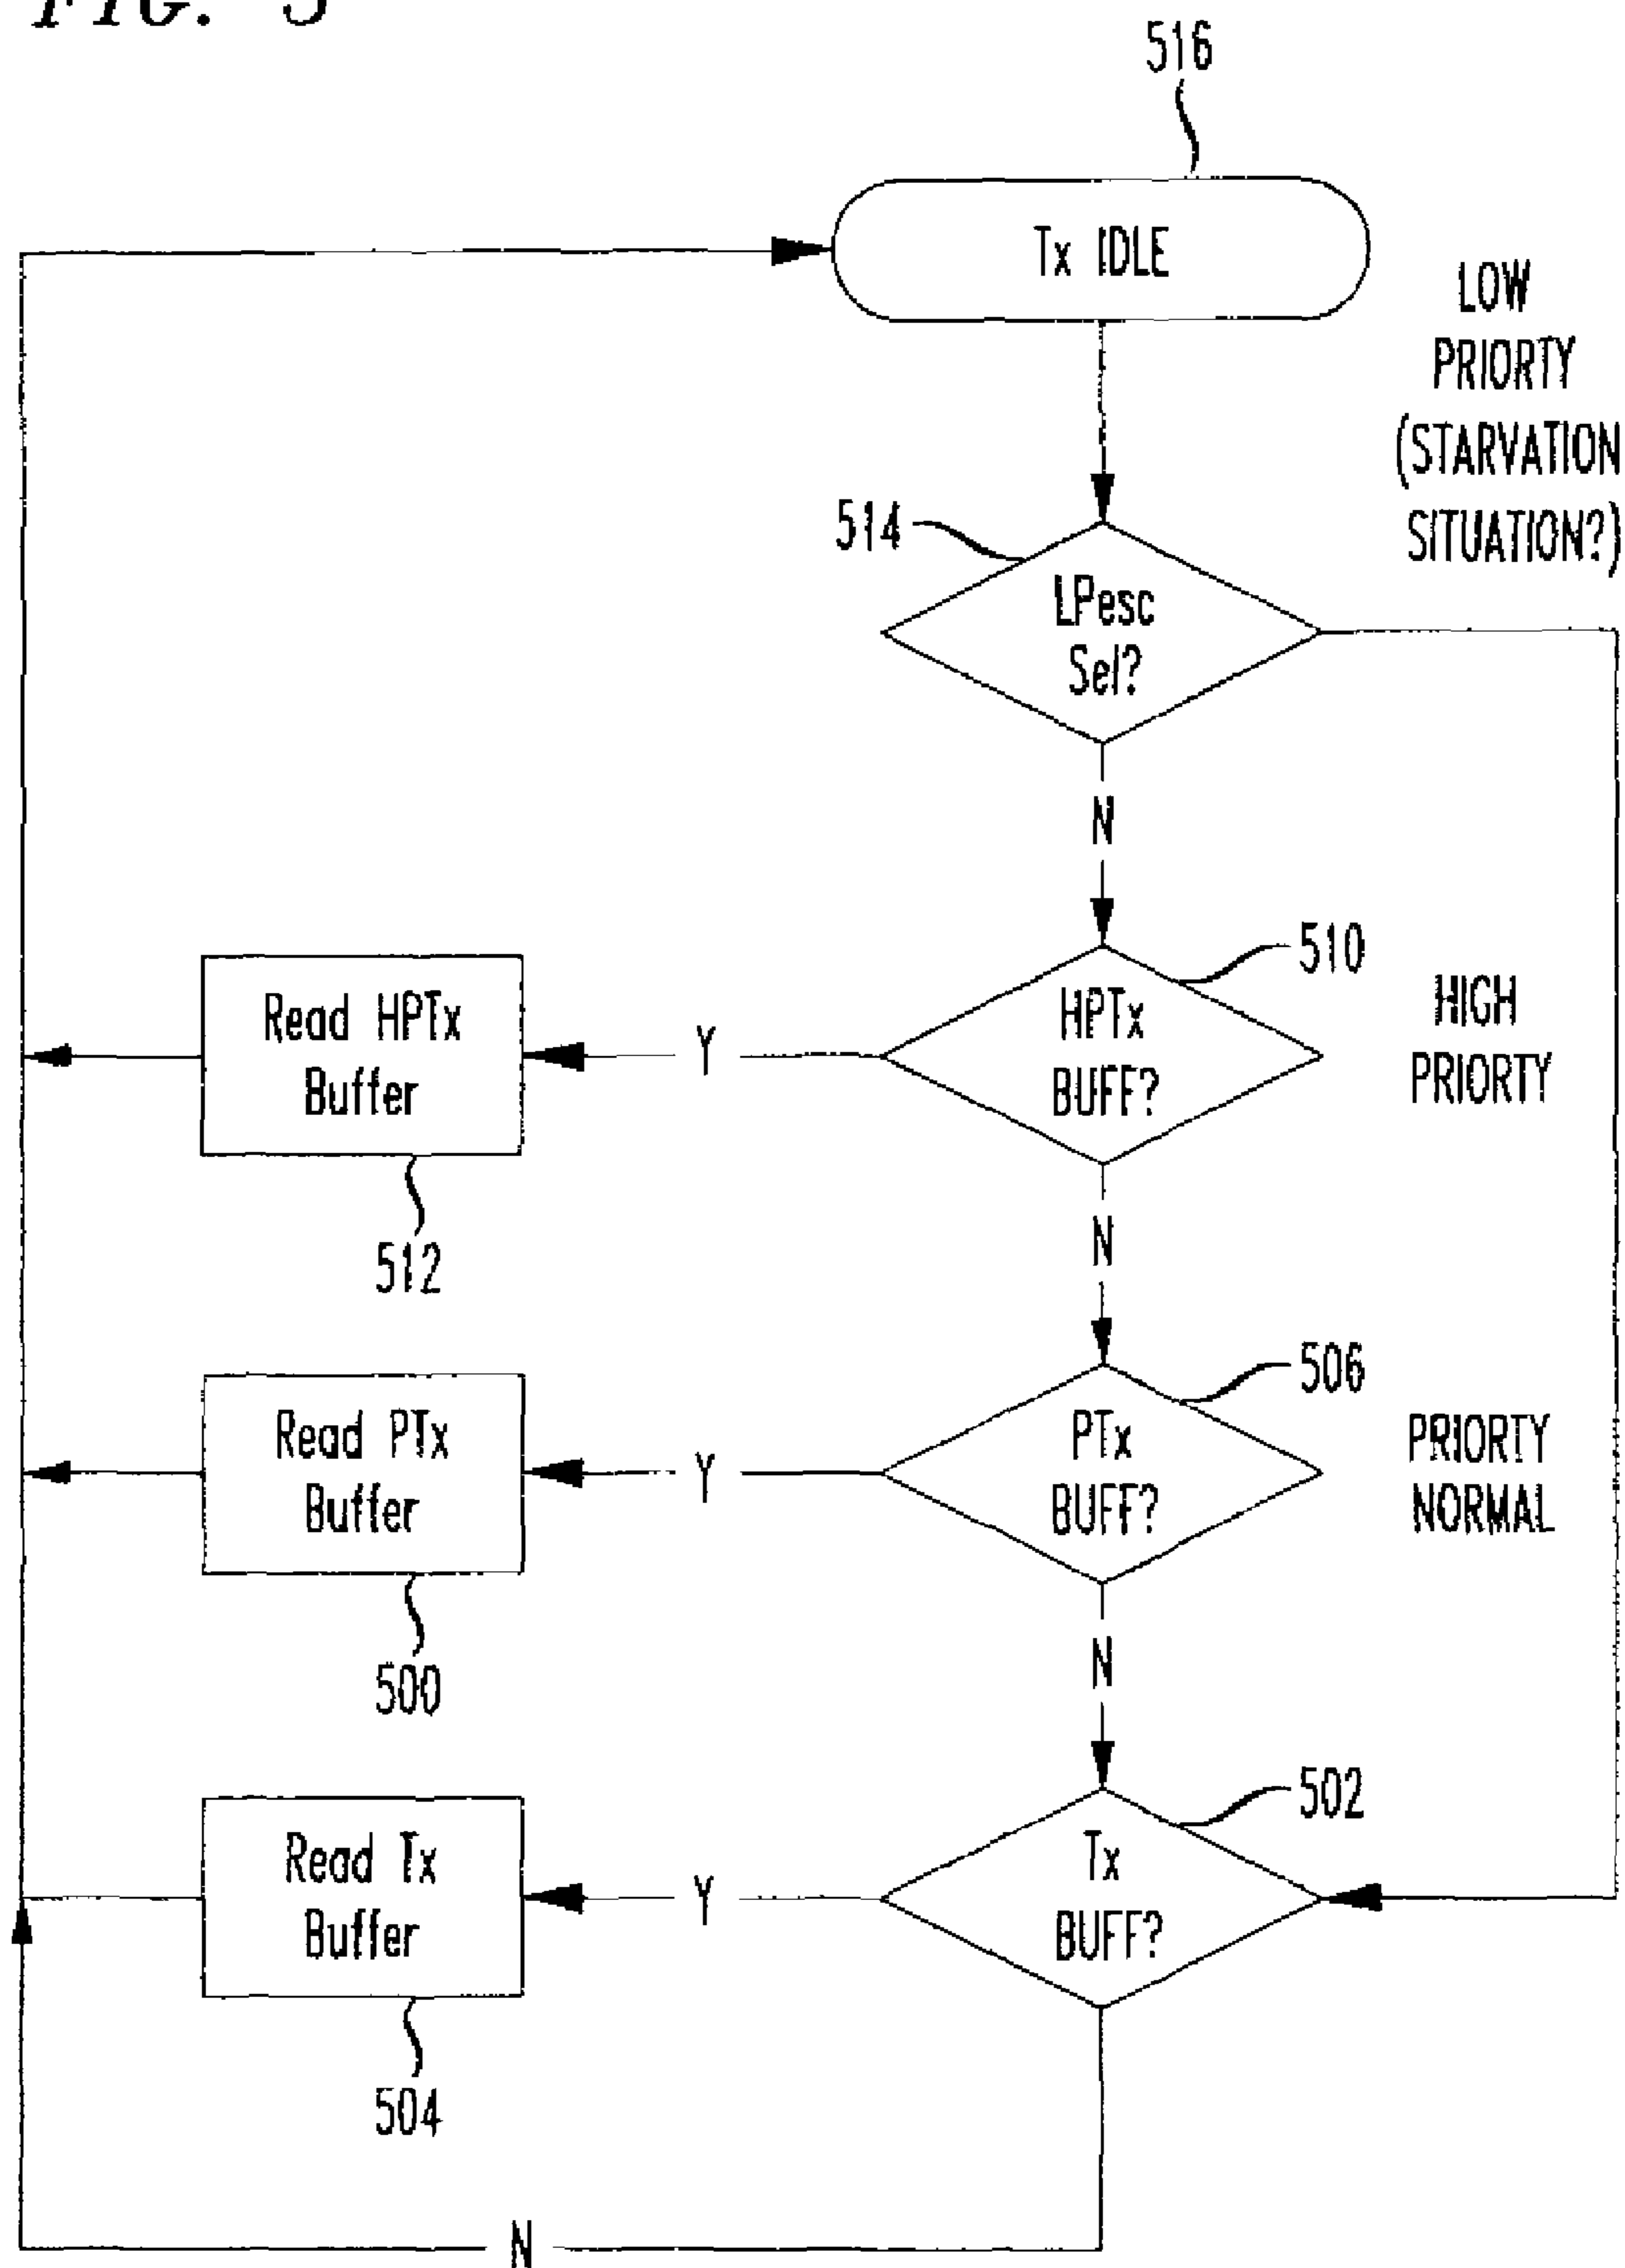 FIG. 5
516
Tx IDLE
LOW
PRIORTY
(STARVATION
SITUATION?)
514
LPesc
Sel?
N
510
Read HPTx
Buffer
Y
HPTx
BUFF?
HIGH
PRIORTY
512
N
506
Read PTx
Buffer
Y
PTx
BUFF?
PRIORTY
NORMAL
500
N
502
Read Tx
Buffer
Y
Tx
BUFF?
504
N